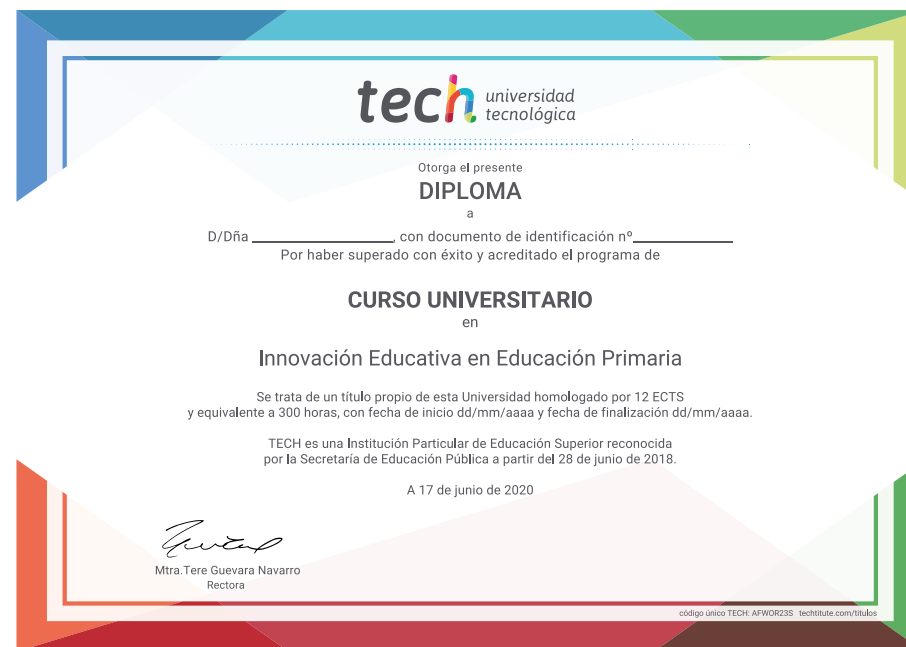 tech universidad
tecnológica
Otorga el presente
DIPLOMA
a
D/Dña ____________________, con documento de identificación nº______________
Por haber superado con éxito y acreditado el programa de
CURSO UNIVERSITARIO
en
Innovación Educativa en Educación Primaria
Se trata de un título propio de esta Universidad homologado por 12 ECTS
y equivalente a 300 horas, con fecha de inicio dd/mm/aaaa y fecha de finalización dd/mm/aaaa.
TECH es una Institución Particular de Educación Superior reconocida
por la Secretaría de Educación Pública a partir del 28 de junio de 2018.
A 17 de junio de 2020
Mtra.Tere Guevara Navarro
Rectora
código único TECH: AFWOR23S techtitute.com/titulos